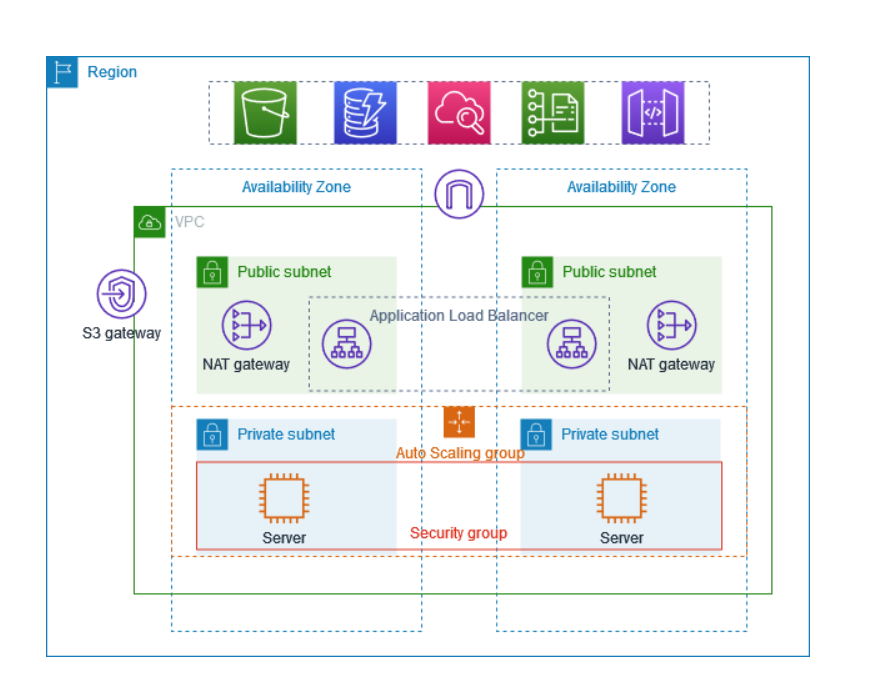 Region
Availability Zone
Availability Zone
VPC
Public subnet
Public subnet
Application Load Balancer
S3 gateway
NAT gateway
NAT gateway
Private subnet
Private subnet
Auto Scaling group
Security group
Server
Server